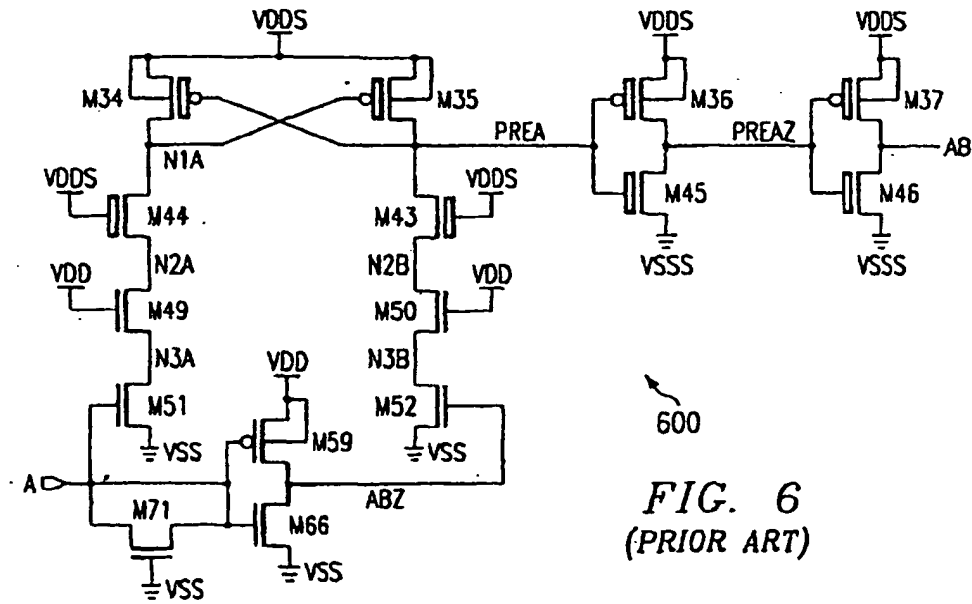 VDDS
VDDS
VDDS
M34
M35
M36
M37
N1A
PREA
PREAZ
AB
VDDS
VDDS
M44
M43
M45
M46
N2A
N2B
VSSS
VSSS
VDD
VDD
M49
M50
N3A
N3B
VDD
M51
M52
600
VSS
M59
VSS
A
M71
ABZ
M66
VSS
VSS
FIG. 6
(PRIOR ART)